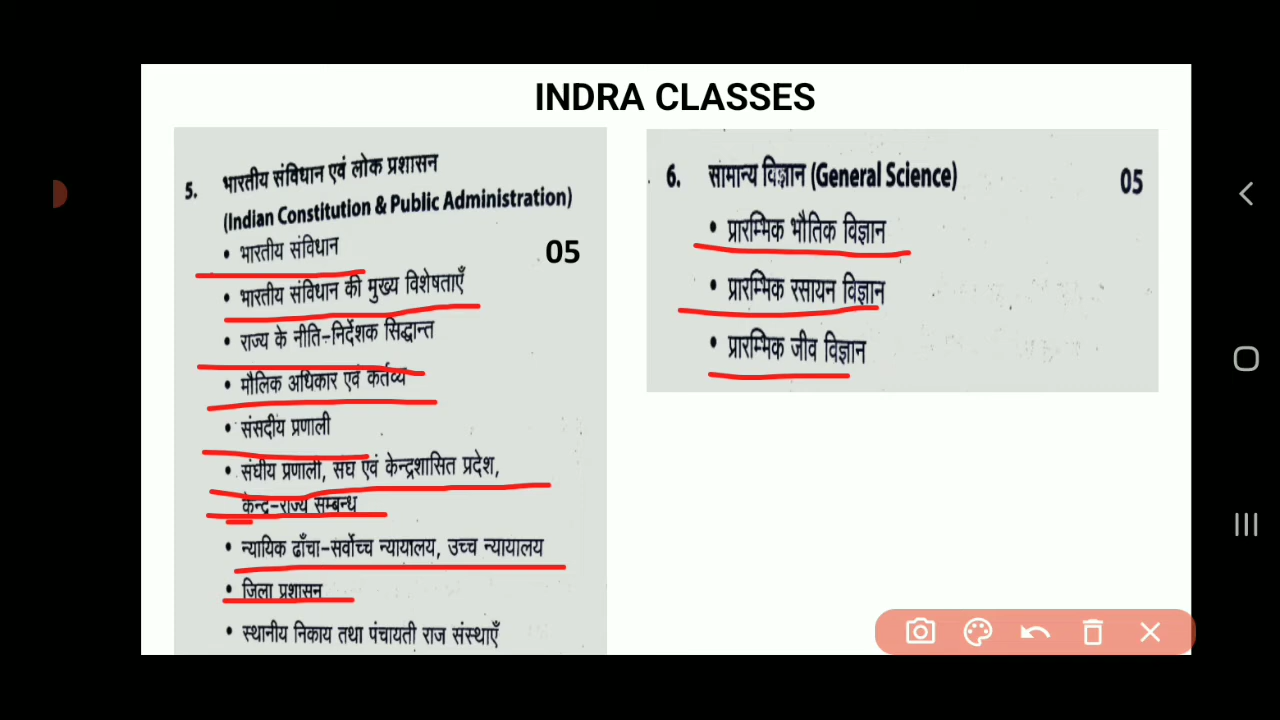 INDRA CLASSES
5. भारतीय संविधान एवं लोक प्रशासन
(Indian Constitution & Public Administration)
• भारतीय संविधान 05
• भारतीय संविधान की मुख्य विशेषताएँ
• राज्य के नीति-निर्देशक सिद्धान्त
• मौलिक अधिकार एवं कर्तव्य
• संसदीय प्रणाली
• संघीय प्रणाली, संघ एवं केन्द्रशासित प्रदेश,
केन्द्र-राज्य सम्बन्ध
• न्यायिक ढाँचा-सर्वोच्च न्यायालय, उच्च न्यायालय
• जिला प्रशासन
• स्थानीय निकाय तथा पंचायती राज संस्थाएँ
6. सामान्य विज्ञान (General Science) 05
• प्रारम्भिक भौतिक विज्ञान
• प्रारम्भिक रसायन विज्ञान
• प्रारम्भिक जीव विज्ञान